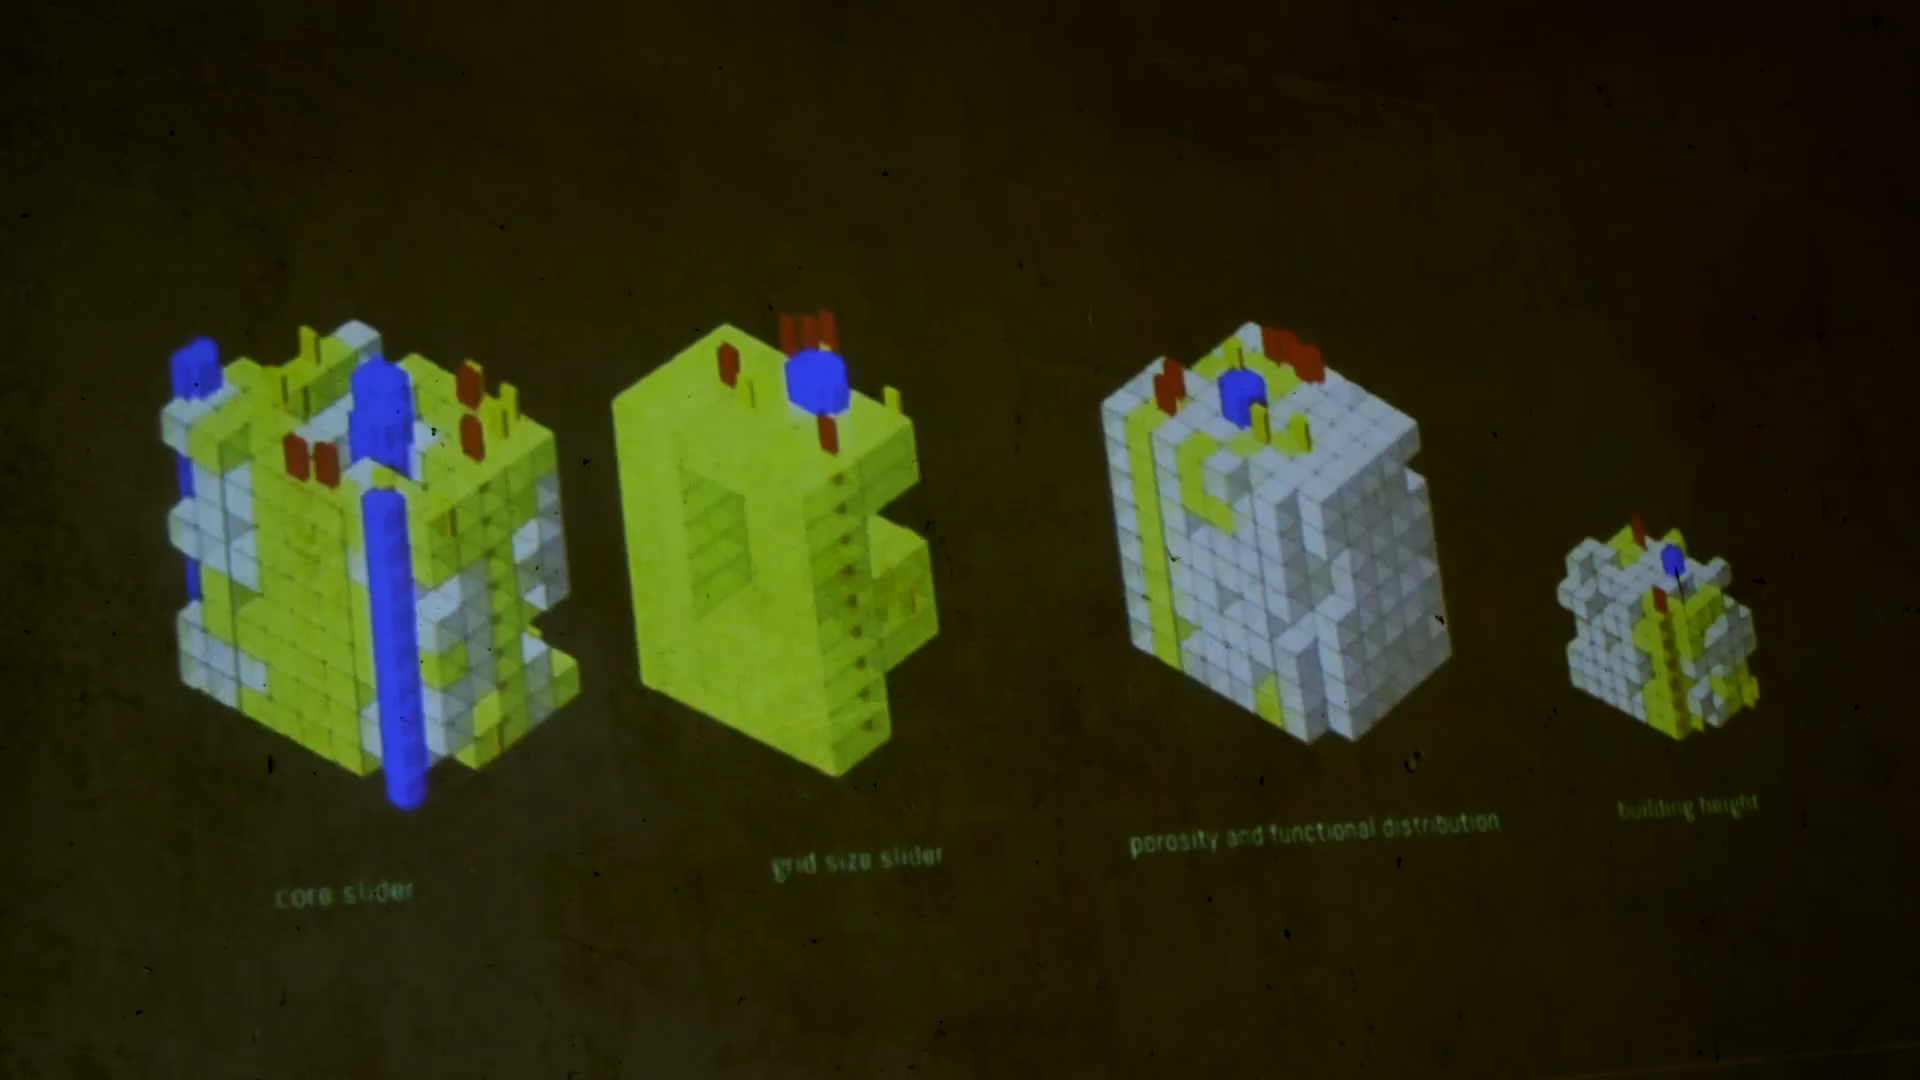 core slider
grid size slider
porosity and functional distribution
building height